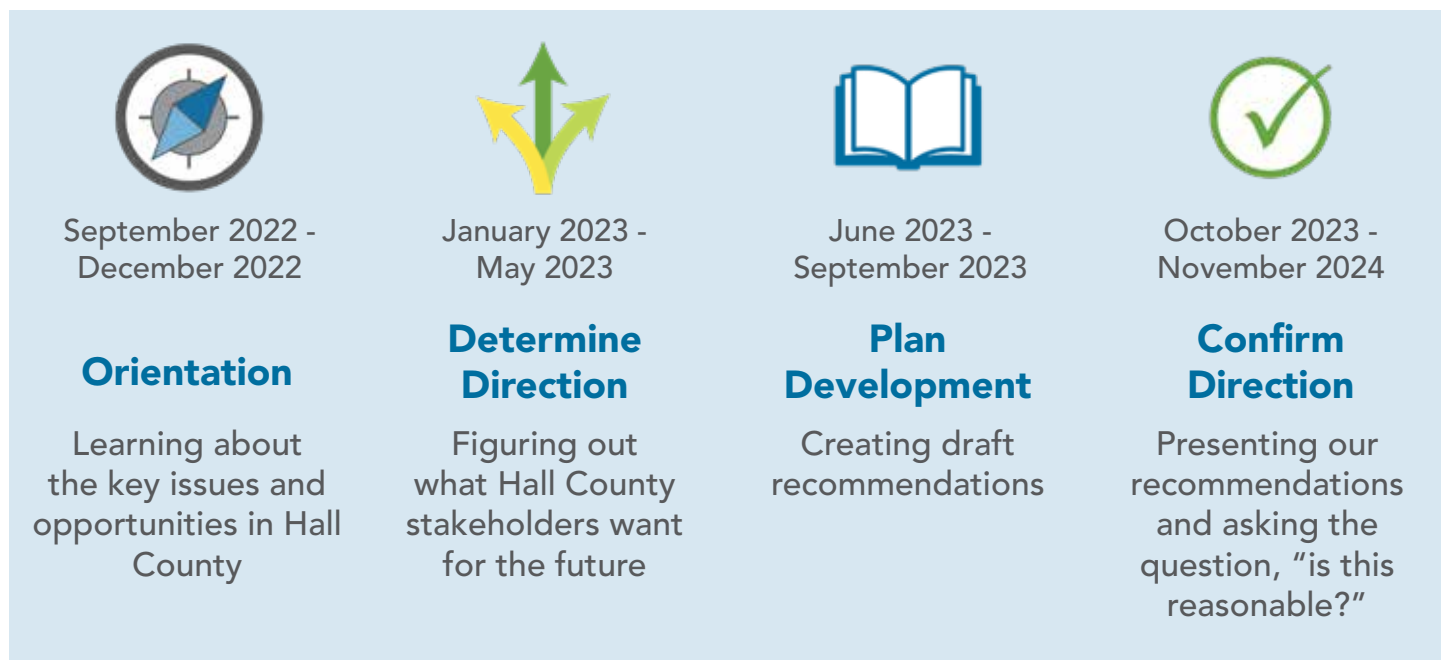 September 2022 -
December 2022
Orientation
Learning about
the key issues and
opportunities in Hall
County
January 2023 -
May 2023
Determine
Direction
Figuring out
what Hall County
stakeholders want
for the future
June 2023 -
September 2023
Plan
Development
Creating draft
recommendations
October 2023 -
November 2024
Confirm
Direction
Presenting our
recommendations
and asking the
question, “is this
reasonable?”